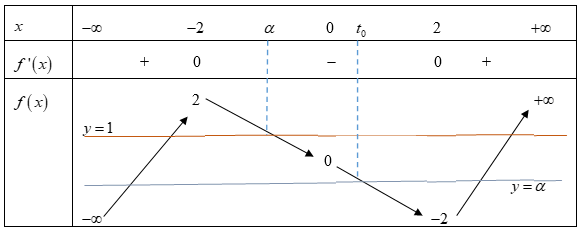 x −∞ −2 α 0 t₀ 2 +∞
f'(x) + 0 − 0 +
f(x) 2 +∞
y = 1
0
y = α
−∞ −2